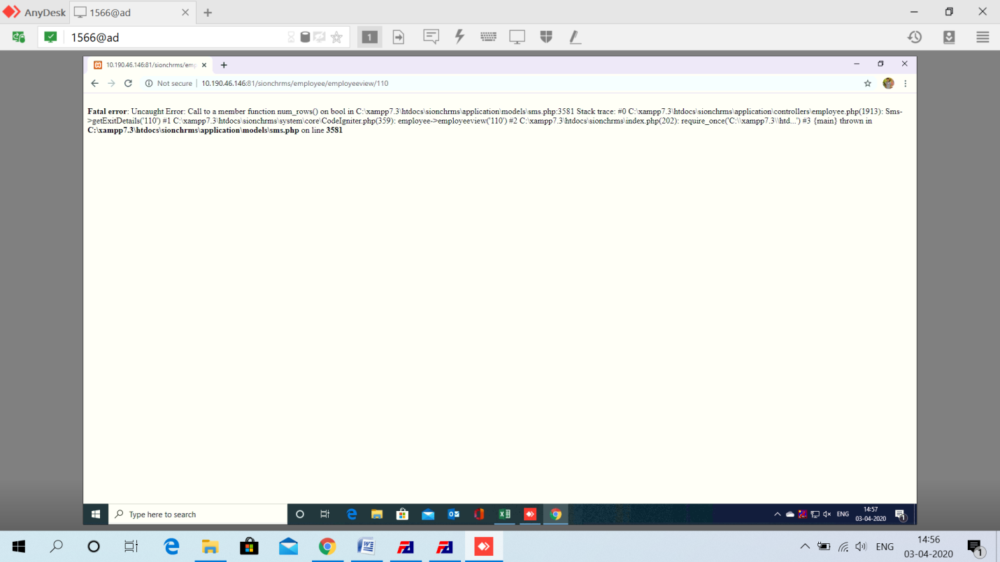 AnyDesk
1566@ad
1566@ad
1
10.190.46.146:81/sionchrms/emp
Not secure
10.190.46.146:81/sionchrms/employee/employeeview/110
Fatal error: Uncaught Error: Call to a member function num_rows() on bool in C:\xampp7.3\htdocs\sionchrms\application\models\sms.php:3581 Stack trace: #0 C:\xampp7.3\htdocs\sionchrms\application\controllers\employee.php(1913): Sms-
>getExitDetails('110') #1 C:\xampp7.3\htdocs\sionchrms\system\core\CodeIgniter.php(359): employee->employeeview('110') #2 C:\xampp7.3\htdocs\sionchrms\index.php(202): require_once('C:\\xampp7.3\\htd...') #3 {main} thrown in
C:\xampp7.3\htdocs\sionchrms\application\models\sms.php on line 3581
Type here to search
ENG
14:57
03-04-2020
1
ENG
14:56
03-04-2020
1